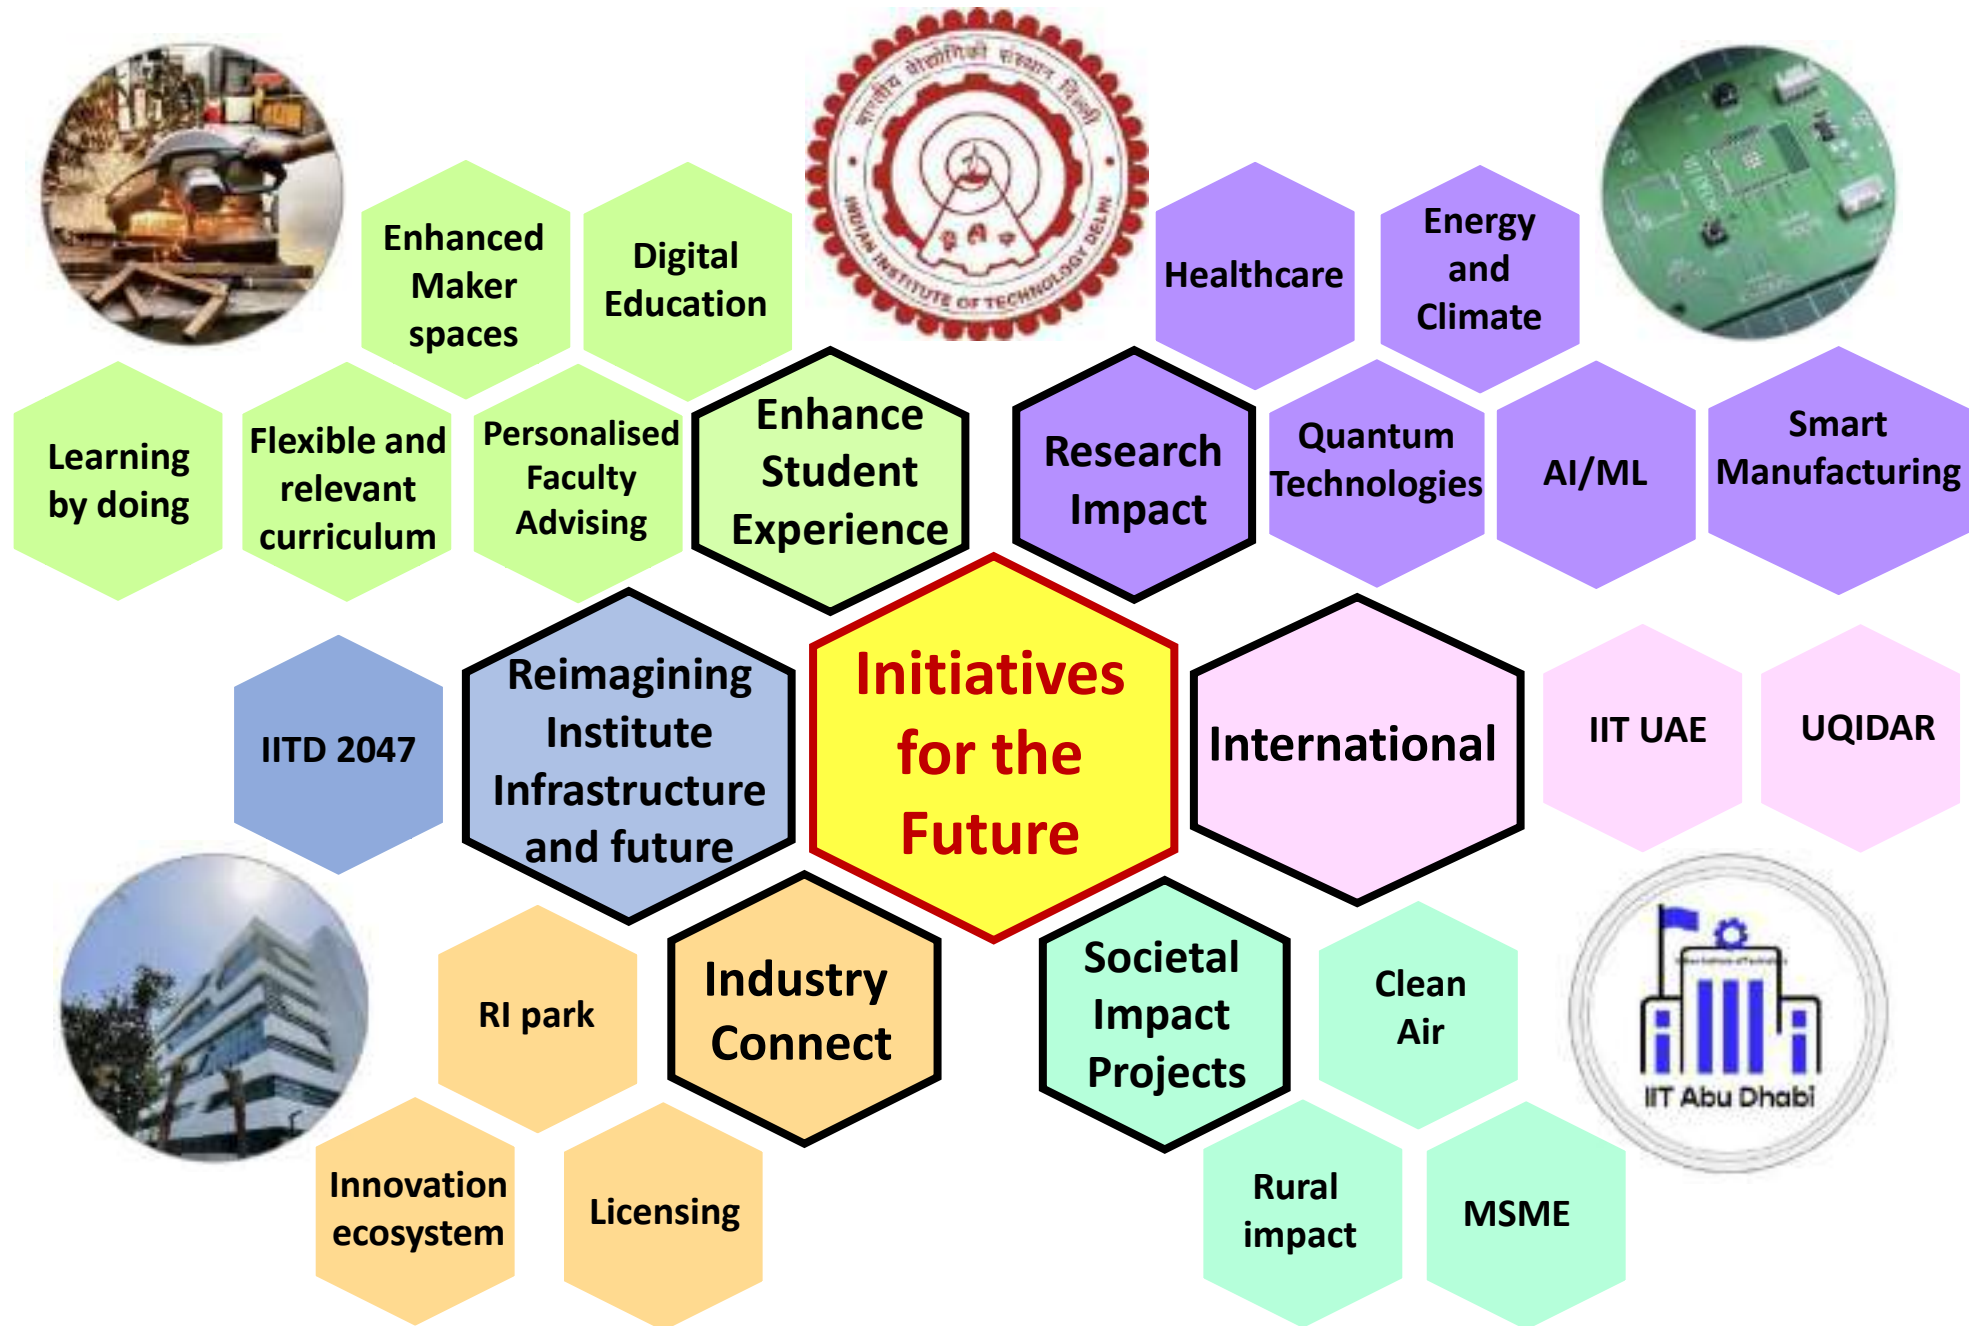 भारतीय प्रौद्योगिकी संस्थान दिल्ली
INDIAN INSTITUTE OF TECHNOLOGY DELHI
Enhanced
Maker
spaces
Digital
Education
Healthcare
Energy
and
Climate
Learning
by doing
Flexible and
relevant
curriculum
Personalised
Faculty
Advising
Enhance
Student
Experience
Research
Impact
Quantum
Technologies
AI/ML
Smart
Manufacturing
IITD 2047
Reimagining
Institute
Infrastructure
and future
Initiatives
for the
Future
International
IIT UAE
UQIDAR
RI park
Industry
Connect
Societal
Impact
Projects
Clean
Air
IIT Abu Dhabi
Innovation
ecosystem
Licensing
Rural
impact
MSME